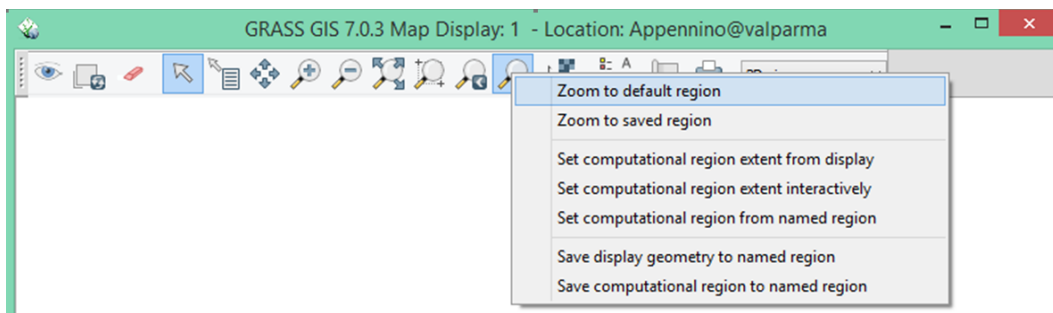 GRASS GIS 7.0.3 Map Display: 1 - Location: Appennino@valparma
Zoom to default region
Zoom to saved region
Set computational region extent from display
Set computational region extent interactively
Set computational region from named region
Save display geometry to named region
Save computational region to named region